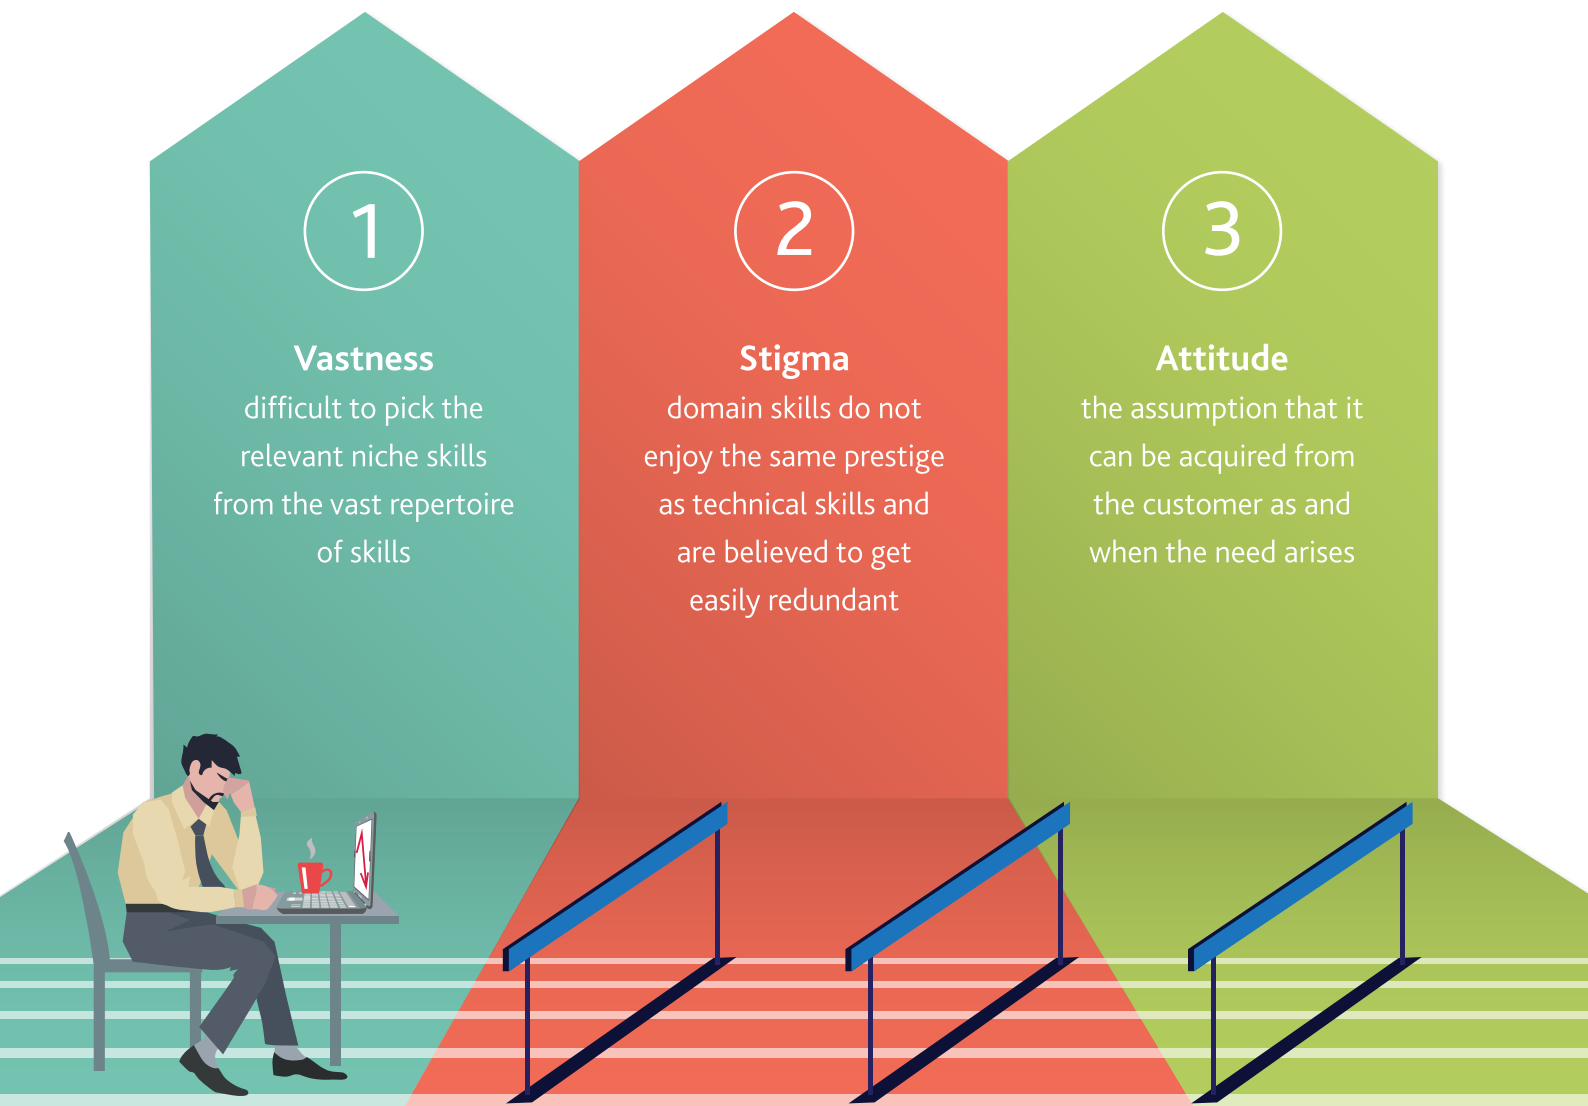 1
Vastness
difficult to pick the
relevant niche skills
from the vast repertoire
of skills
2
Stigma
domain skills do not
enjoy the same prestige
as technical skills and
are believed to get
easily redundant
3
Attitude
the assumption that it
can be acquired from
the customer as and
when the need arises